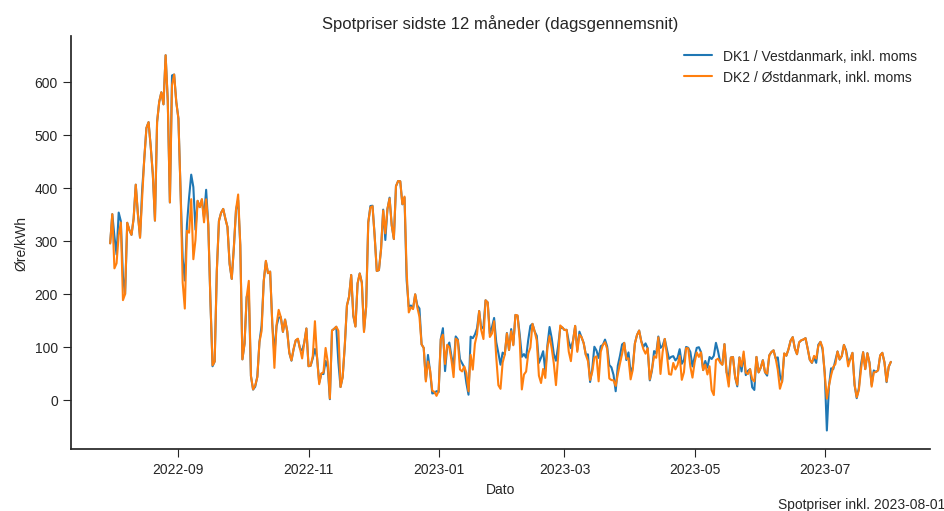 Spotpriser sidste 12 måneder (dagsgennemsnit)
DK1 / Vestdanmark, inkl. moms
DK2 / Østdanmark, inkl. moms
Øre/kWh
600
500
400
300
200
100
0
2022-09
2022-11
2023-01
2023-03
2023-05
2023-07
Dato
Spotpriser inkl. 2023-08-01